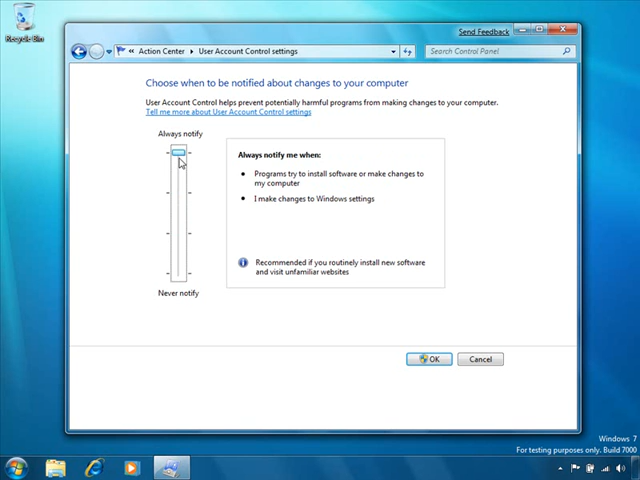 Recycle Bin
Send Feedback
« Action Center ▸ User Account Control settings
Search Control Panel
Choose when to be notified about changes to your computer
User Account Control helps prevent potentially harmful programs from making changes to your computer.
Tell me more about User Account Control settings
Always notify
Always notify me when:
• Programs try to install software or make changes to
my computer
• I make changes to Windows settings
Recommended if you routinely install new software
and visit unfamiliar websites
Never notify
OK
Cancel
Windows 7
For testing purposes only. Build 7000